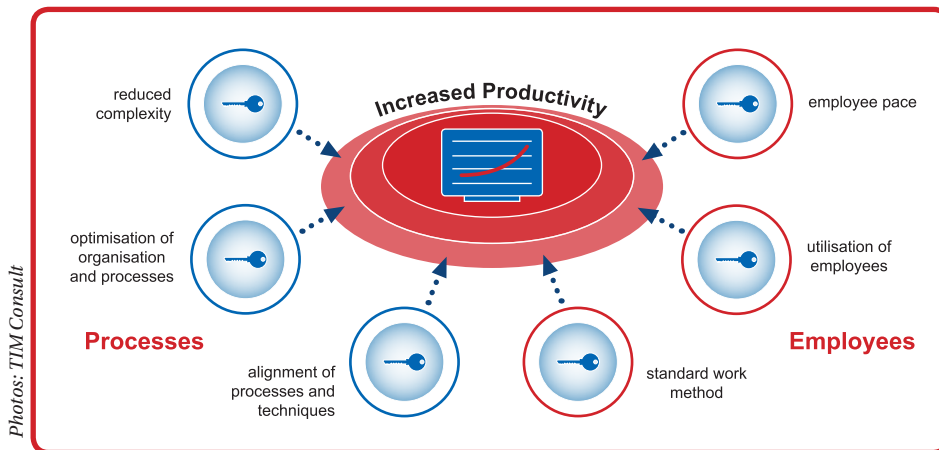 Increased Productivity
reduced
complexity
employee pace
optimisation of
organisation
and processes
utilisation of
employees
Processes
Employees
alignment of
processes and
techniques
standard work
method
Photos: TIM Consult